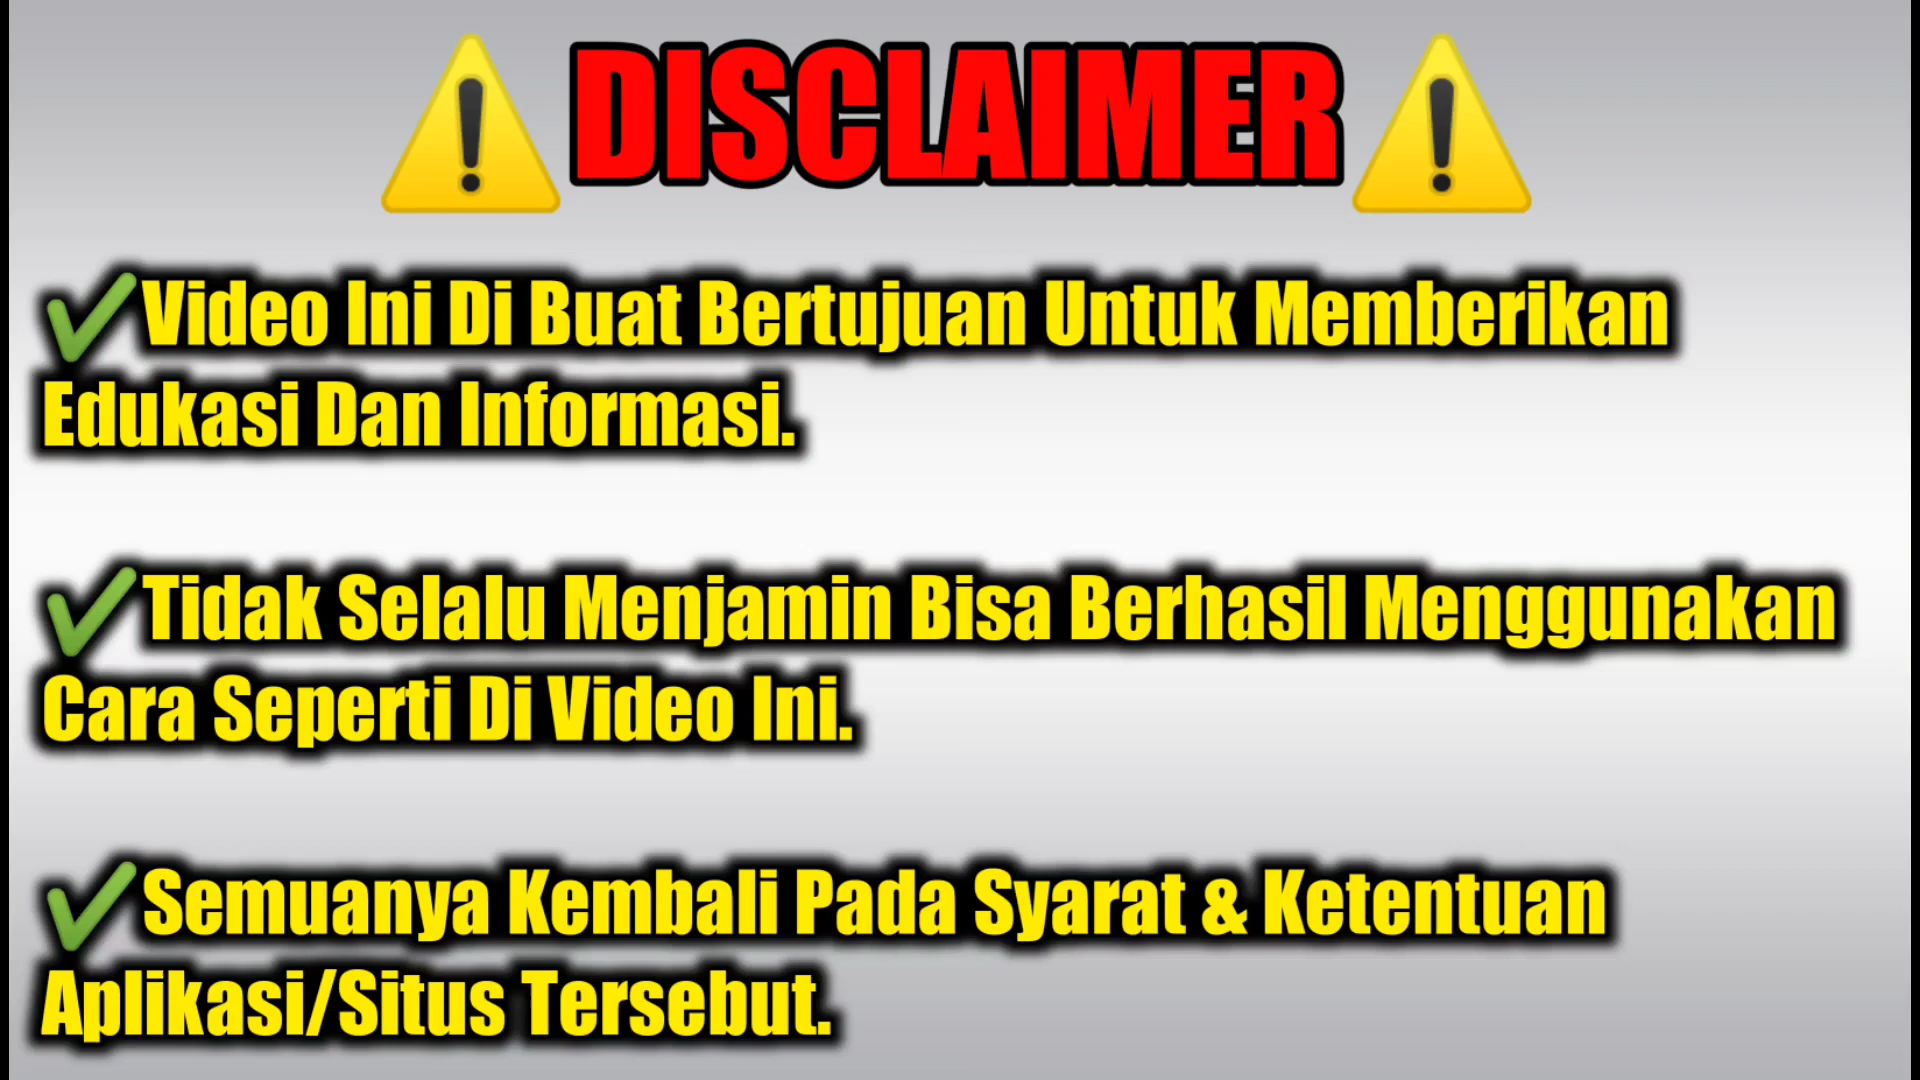 ⚠️DISCLAIMER⚠️
✔Video Ini Di Buat Bertujuan Untuk Memberikan
Edukasi Dan Informasi.
✔Tidak Selalu Menjamin Bisa Berhasil Menggunakan
Cara Seperti Di Video Ini.
✔Semuanya Kembali Pada Syarat & Ketentuan
Aplikasi/Situs Tersebut.